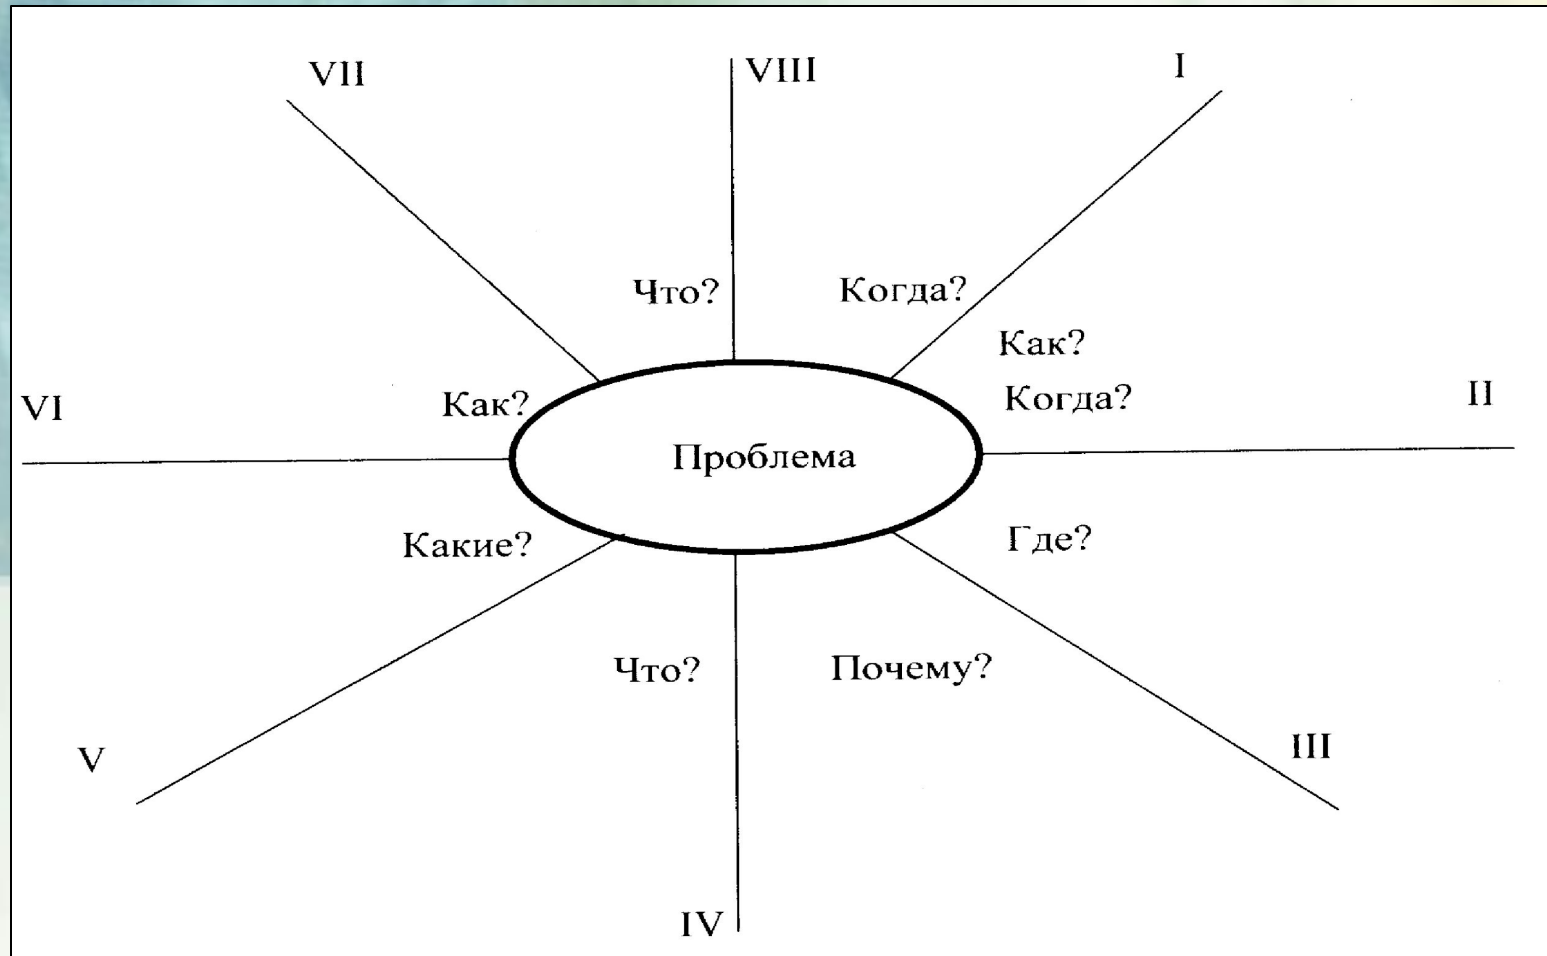 VII
VIII
I
Что?
Когда?
Как?
Когда?
Как?
VI
II
Проблема
Какие?
Где?
Что?
Почему?
V
III
IV